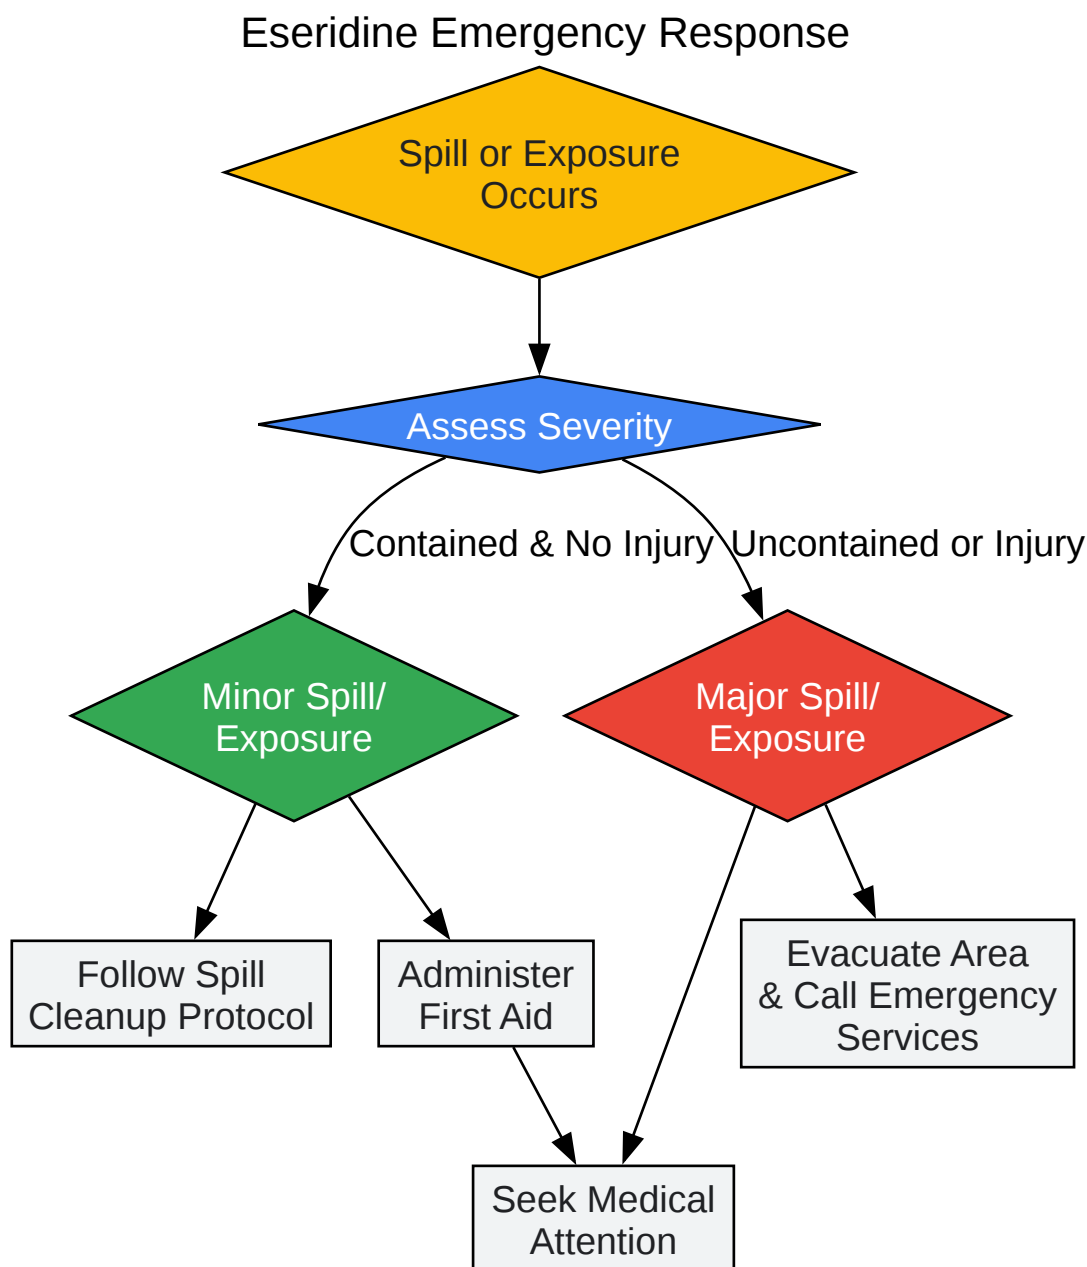 Eseridine Emergency Response
Spill or Exposure
Occurs
Assess Severity
Contained & No Injury
Uncontained or Injury
Minor Spill/
Exposure
Major Spill/
Exposure
Follow Spill
Cleanup Protocol
Administer
First Aid
Evacuate Area
& Call Emergency
Services
Seek Medical
Attention